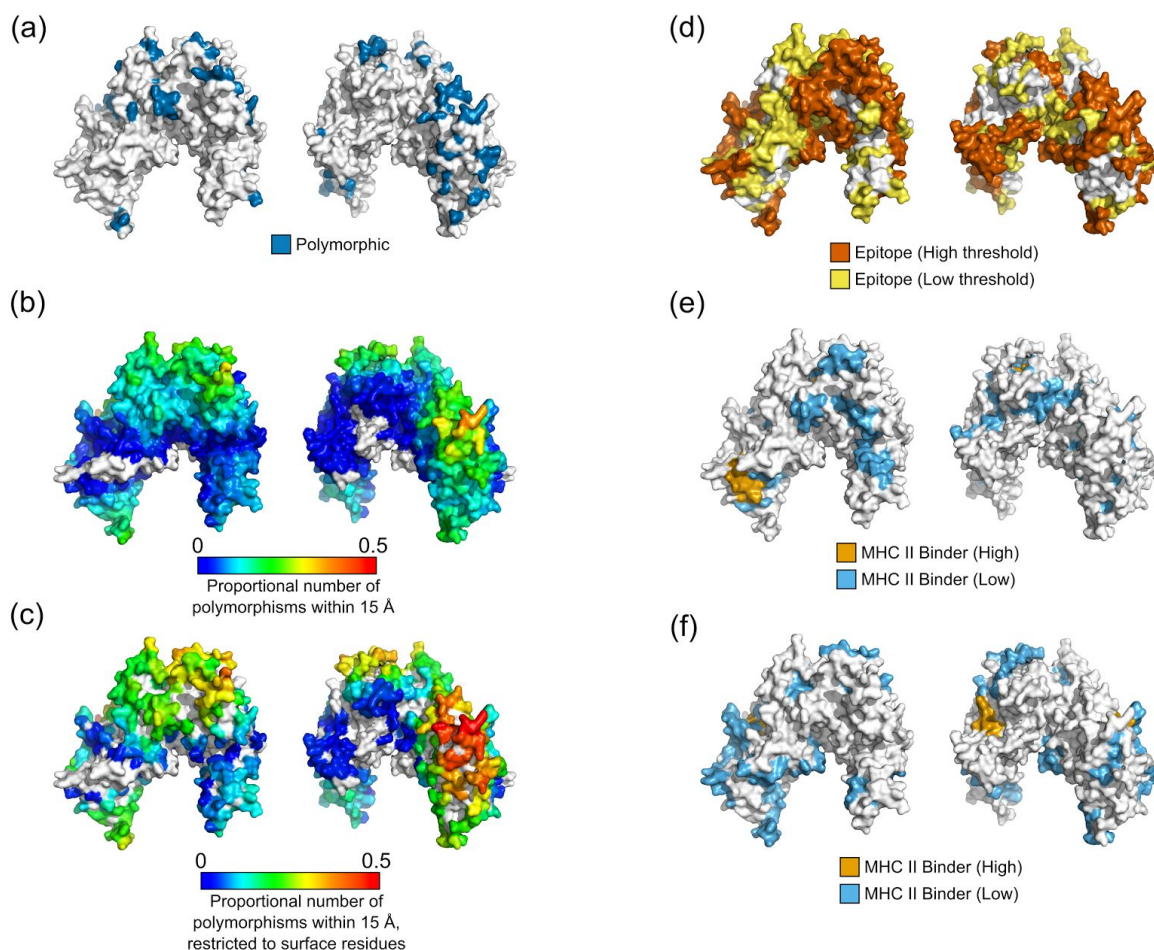 (a)
Polymorphic
(b)
0 0.5
Proportional number of
polymorphisms within 15 Å
(c)
0 0.5
Proportional number of
polymorphisms within 15 Å,
restricted to surface residues
(d)
Epitope (High threshold)
Epitope (Low threshold)
(e)
MHC II Binder (High)
MHC II Binder (Low)
(f)
MHC II Binder (High)
MHC II Binder (Low)